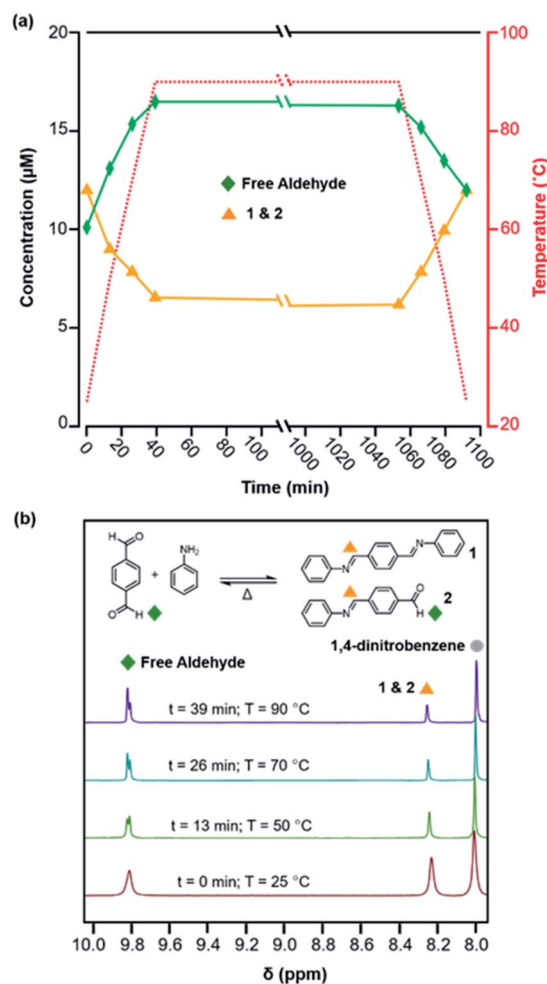 (a)
20
15
10
5
0
Concentration (µM)
Free Aldehyde
1 & 2
100
80
60
40
20
Temperature (˚C)
0
20
40
60
80
100
1000
1020
1040
1060
1080
1100
Time (min)
(b)
H
O
O
H
+
NH2
Δ
N
N
1
N
O
H
2
1,4-dinitrobenzene
Free Aldehyde
1 & 2
t = 39 min; T = 90 °C
t = 26 min; T = 70 °C
t = 13 min; T = 50 °C
t = 0 min; T = 25 °C
10.0 9.8 9.6 9.4 9.2 9.0 8.8 8.6 8.4 8.2 8.0
δ (ppm)